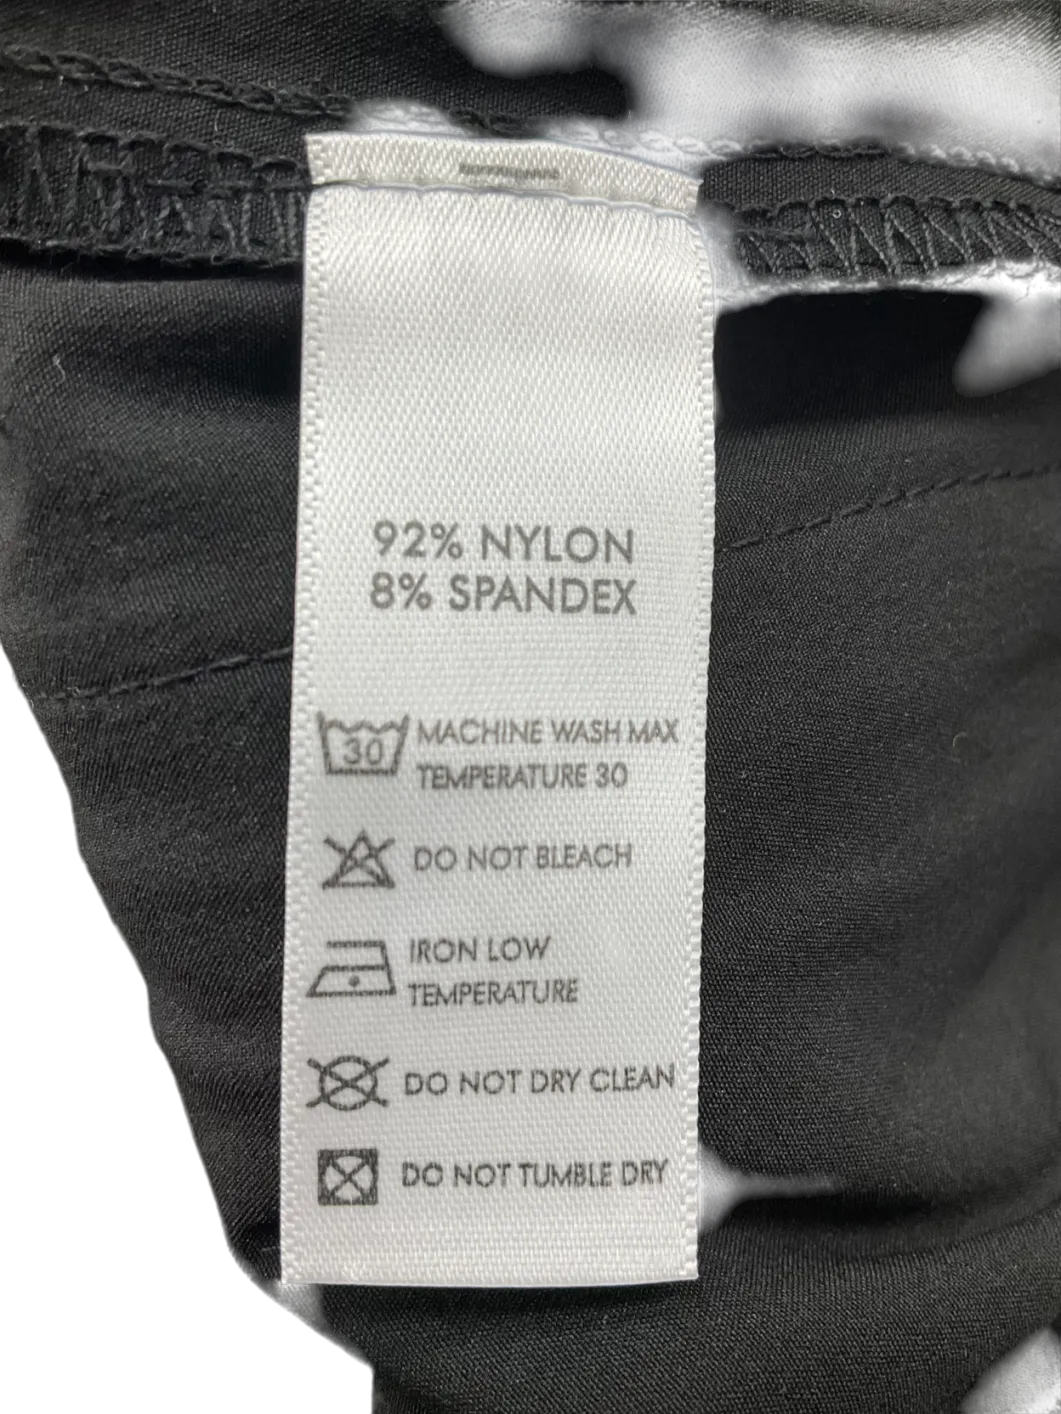 92% NYLON
8% SPANDEX
30
MACHINE WASH MAX
TEMPERATURE 30
DO NOT BLEACH
IRON LOW
TEMPERATURE
DO NOT DRY CLEAN
DO NOT TUMBLE DRY